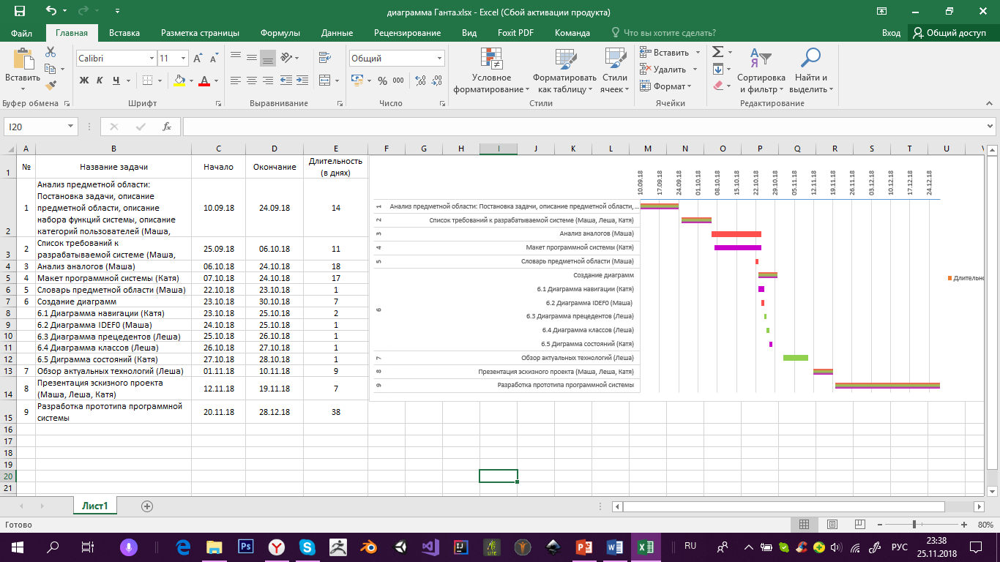 диаграмма Ганта.xlsx - Excel (Сбой активации продукта)
Файл Главная Вставка Разметка страницы Формулы Данные Рецензирование Вид Foxit PDF Команда Что вы хотите сделать? Вход Общий доступ
Вставить
Calibri 11
Ж К Ч
Общий
% 000
Условное форматирование
Форматировать как таблицу
Стили ячеек
Вставить
Удалить
Формат
Сортировка и фильтр
Найти и выделить
Буфер обмена Шрифт Выравнивание Число Стили Ячейки Редактирование
I20 fx
A B C D E F G H I J K L M N O P Q R S T U
1 № Название задачи Начало Окончание Длительность (в днях)
2 1 Анализ предметной области: Постановка задачи, описание предметной области, описание набора функций системы, описание категорий пользователей (Маша, 10.09.18 24.09.18 14
3 2 Список требований к разрабатываемой системе (Маша, 25.09.18 06.10.18 11
4 3 Анализ аналогов (Маша) 06.10.18 24.10.18 18
5 4 Макет программной системы (Катя) 07.10.18 24.10.18 17
6 5 Словарь предметной области (Маша) 22.10.18 23.10.18 1
7 6 Создание диаграмм 23.10.18 30.10.18 7
8 6.1 Диаграмма навигации (Катя) 23.10.18 25.10.18 2
9 6.2 Диаграмма IDEF0 (Маша) 24.10.18 25.10.18 1
10 6.3 Диаграмма прецедентов (Леша) 25.10.18 26.10.18 1
11 6.4 Диаграмма классов (Леша) 26.10.18 27.10.18 1
12 6.5 Диграмма состояний (Катя) 27.10.18 28.10.18 1
13 7 Обзор актуальных технологий (Леша) 01.11.18 10.11.18 9
14 8 Презентация эскизного проекта (Маша, Леша, Катя) 12.11.18 19.11.18 7
15 9 Разработка прототипа программной системы 20.11.18 28.12.18 38
16
17
18
19
20
21
10.09.18 17.09.18 24.09.18 01.10.18 08.10.18 15.10.18 22.10.18 29.10.18 05.11.18 12.11.18 19.11.18 26.11.18 03.12.18 10.12.18 17.12.18 24.12.18
1 Анализ предметной области: Постановка задачи, описание предметной области,...
2 Список требований к разрабатываемой системе (Маша, Леша, Катя)
3 Анализ аналогов (Маша)
4 Макет программной системы (Катя)
5 Словарь предметной области (Маша)
6 Создание диаграмм
6.1 Диаграмма навигации (Катя)
6.2 Диаграмма IDEF0 (Маша)
6.3 Диаграмма прецедентов (Леша)
6.4 Диаграмма классов (Леша)
6.5 Диграмма состояний (Катя)
7 Обзор актуальных технологий (Леша)
8 Презентация эскизного проекта (Маша, Леша, Катя)
9 Разработка прототипа программной системы
Длительно
Лист1
Готово 80%
RU РУС 23:38
25.11.2018